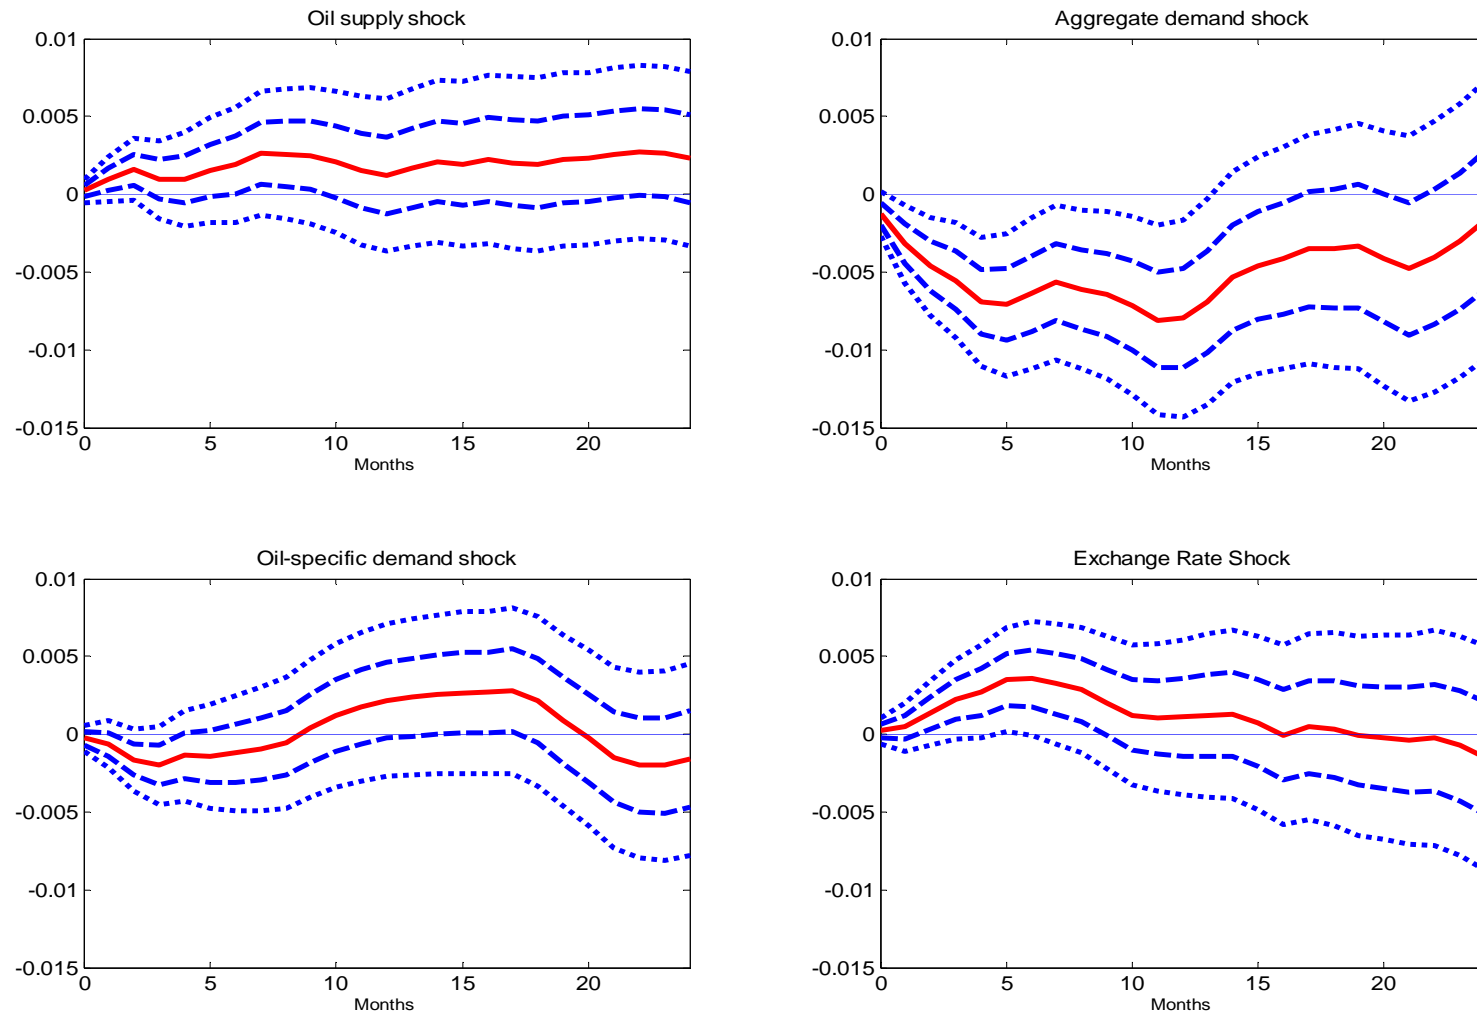 Oil supply shock
0.01
0.005
0
-0.005
-0.01
-0.015
0 5 10 15 20
Months
Aggregate demand shock
0.01
0.005
0
-0.005
-0.01
-0.015
0 5 10 15 20
Months
Oil-specific demand shock
0.01
0.005
0
-0.005
-0.01
-0.015
0 5 10 15 20
Months
Exchange Rate Shock
0.01
0.005
0
-0.005
-0.01
-0.015
0 5 10 15 20
Months